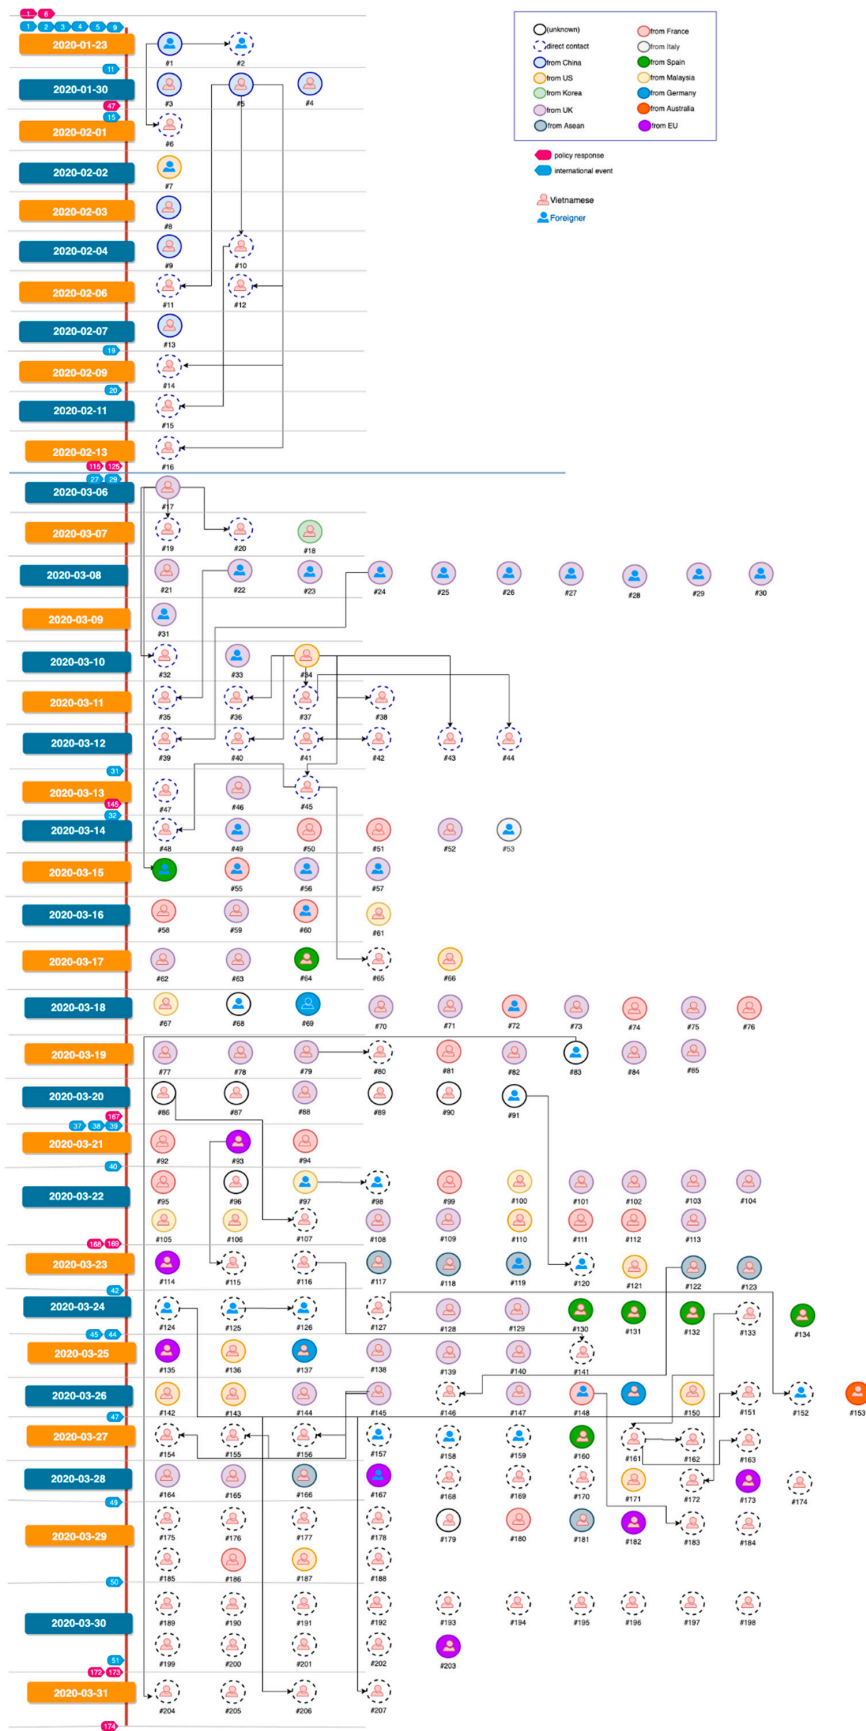 1 6
1 2 3 4 5 9
2020-01-23
#1 #2
11
2020-01-30
#3 #5 #4
47
15
2020-02-01
#6
2020-02-02
#7
2020-02-03
#8
2020-02-04
#9 #10
2020-02-06
#11 #12
2020-02-07
#13
19
2020-02-09
#14
20
2020-02-11
#15
2020-02-13
#16
115 125
27 29
2020-03-06
#17
2020-03-07
#19 #20 #18
2020-03-08
#21 #22 #23 #24 #25 #26 #27 #28 #29 #30
2020-03-09
#31
2020-03-10
#32 #33 #34
2020-03-11
#35 #36 #37 #38
2020-03-12
#39 #40 #41 #42 #43 #44
31
2020-03-13
#47 #46 #45
145
32
2020-03-14
#48 #49 #50 #51 #52 #53
2020-03-15
#55 #56 #57
2020-03-16
#58 #59 #60 #61
2020-03-17
#62 #63 #64 #65 #66
2020-03-18
#67 #68 #69 #70 #71 #72 #73 #74 #75 #76
2020-03-19
#77 #78 #79 #80 #81 #82 #83 #84 #85
2020-03-20
#86 #87 #88 #89 #90 #91
167
37 38 39
2020-03-21
#92 #93 #94
40
2020-03-22
#95 #96 #97 #98 #99 #100 #101 #102 #103 #104
#105 #106 #107 #108 #109 #110 #111 #112 #113
168 169
2020-03-23
#114 #115 #116 #117 #118 #119 #120 #121 #122 #123
42
2020-03-24
#124 #125 #126 #127 #128 #129 #130 #131 #132 #133 #134
45 44
2020-03-25
#135 #136 #137 #138 #139 #140 #141
2020-03-26
#142 #143 #144 #145 #146 #147 #148 #150 #151 #152 #153
47
2020-03-27
#154 #155 #156 #157 #158 #159 #160 #161 #162 #163
2020-03-28
#164 #165 #166 #167 #168 #169 #170 #171 #172 #173 #174
49
2020-03-29
#175 #176 #177 #178 #179 #180 #181 #182 #183 #184
#185 #186 #187 #188
50
2020-03-30
#189 #190 #191 #192 #193 #194 #195 #196 #197 #198
#199 #200 #201 #202 #203
51
172 173
2020-03-31
#204 #205 #206 #207
174
(unknown)
direct contact
from China
from US
from Korea
from UK
from Asean
from France
from Italy
from Spain
from Malaysia
from Germany
from Australia
from EU
policy response
international event
Vietnamese
Foreigner